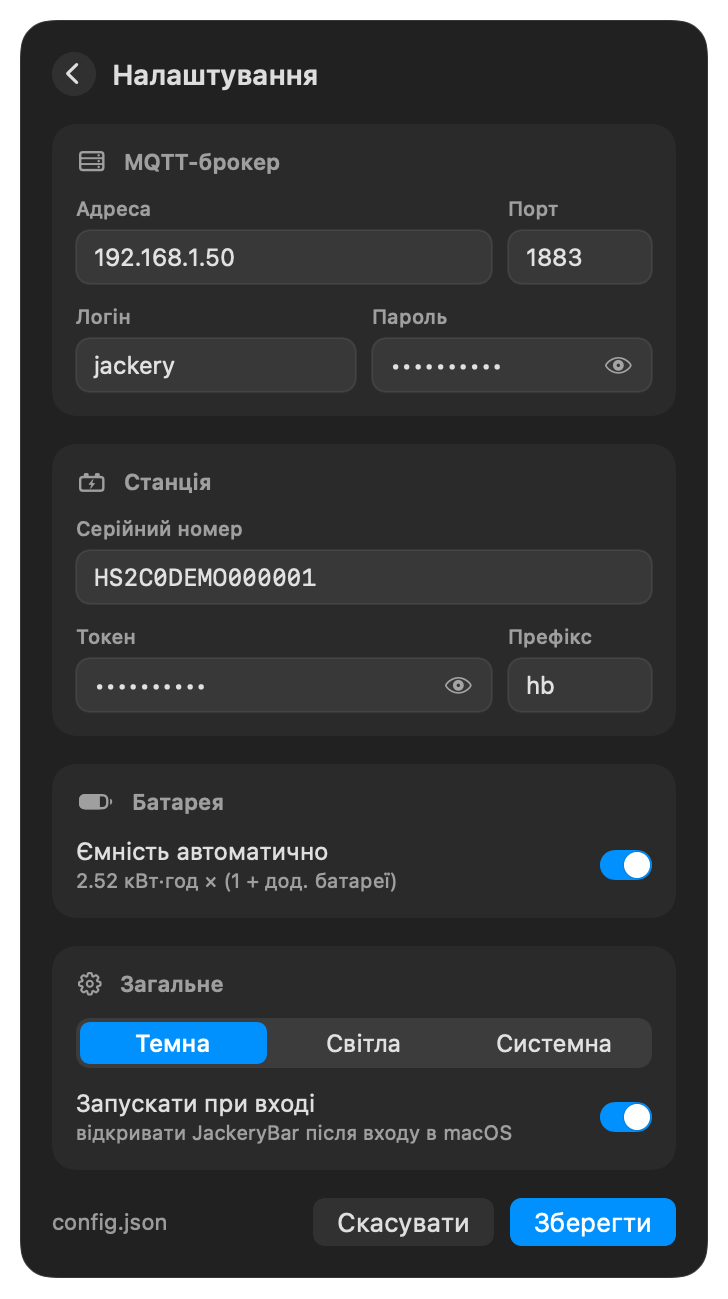 Налаштування
MQTT-брокер
Адреса
Порт
192.168.1.50
1883
Логін
Пароль
jackery
••••••••••
Станція
Серійний номер
HS2C0DEMO000001
Токен
Префікс
••••••••••
hb
Батарея
Ємність автоматично
2.52 кВт·год × (1 + дод. батареї)
Загальне
Темна
Світла
Системна
Запускати при вході
відкривати JackeryBar після входу в macOS
config.json
Скасувати
Зберегти